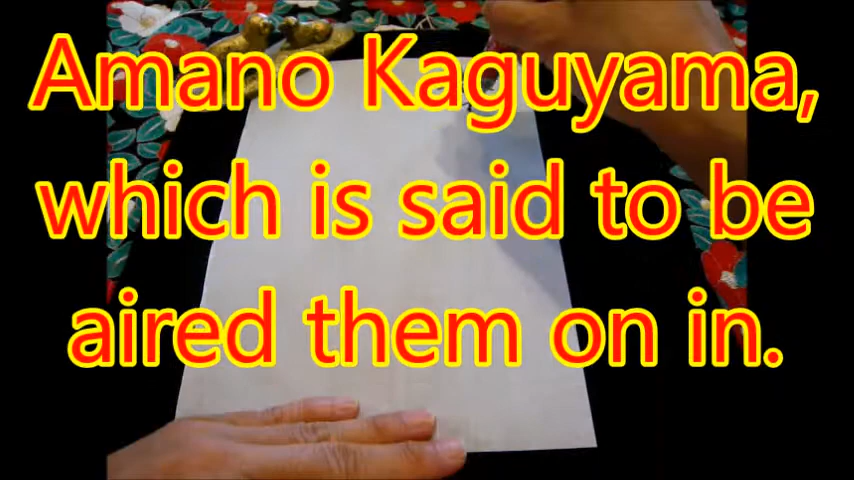 Amano Kaguyama,
which is said to be
aired them on in.